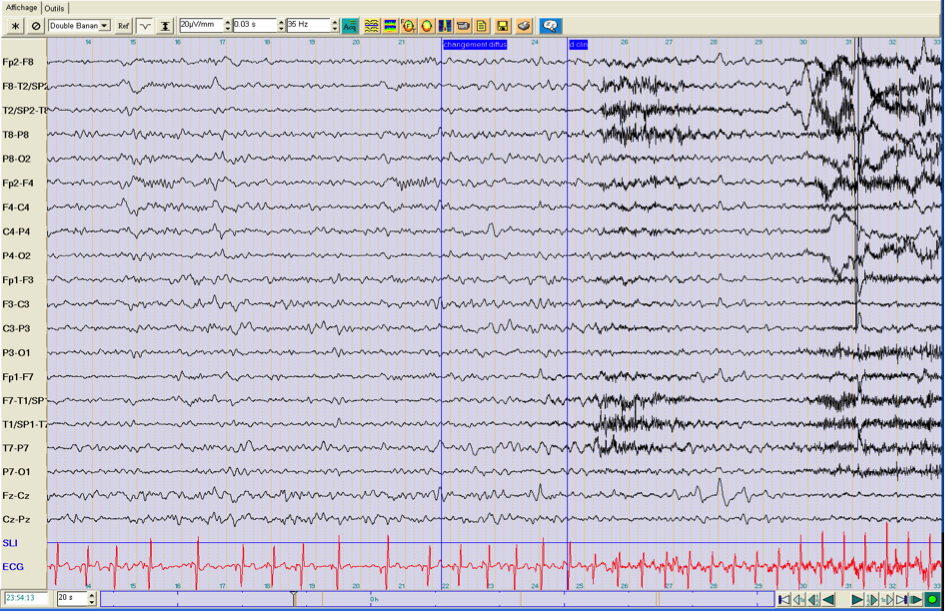 Affichage Outils
Double Banan Ref 20µV/mm 0.03 s 35 Hz Acq
14 15 16 17 18 19 20 21 22 24 26 28 29 30 31 32 33
changement diffus d clin
Fp2-F8
F8-T2/SP2
T2/SP2-T8
T8-P8
P8-O2
Fp2-F4
F4-C4
C4-P4
P4-O2
Fp1-F3
F3-C3
C3-P3
P3-O1
Fp1-F7
F7-T1/SP
T1/SP1-T
T7-P7
P7-O1
Fz-Cz
Cz-Pz
SLI
ECG
14 15 16 17 18 19 20 21 22 23 24 25 26 27 28 29 30 31 32 33
23:54:13 20 s 0 h